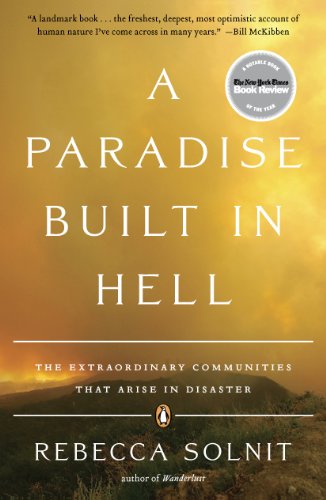 "A landmark book . . . the freshest, deepest, most optimistic account of
human nature I've come across in many years." —Bill McKibben
A NOTABLE BOOK
The New York Times
Book Review
OF THE YEAR
A
PARADISE
BUILT IN
HELL
THE EXTRAORDINARY COMMUNITIES
THAT ARISE IN DISASTER
REBECCA SOLNIT
author of Wanderlust